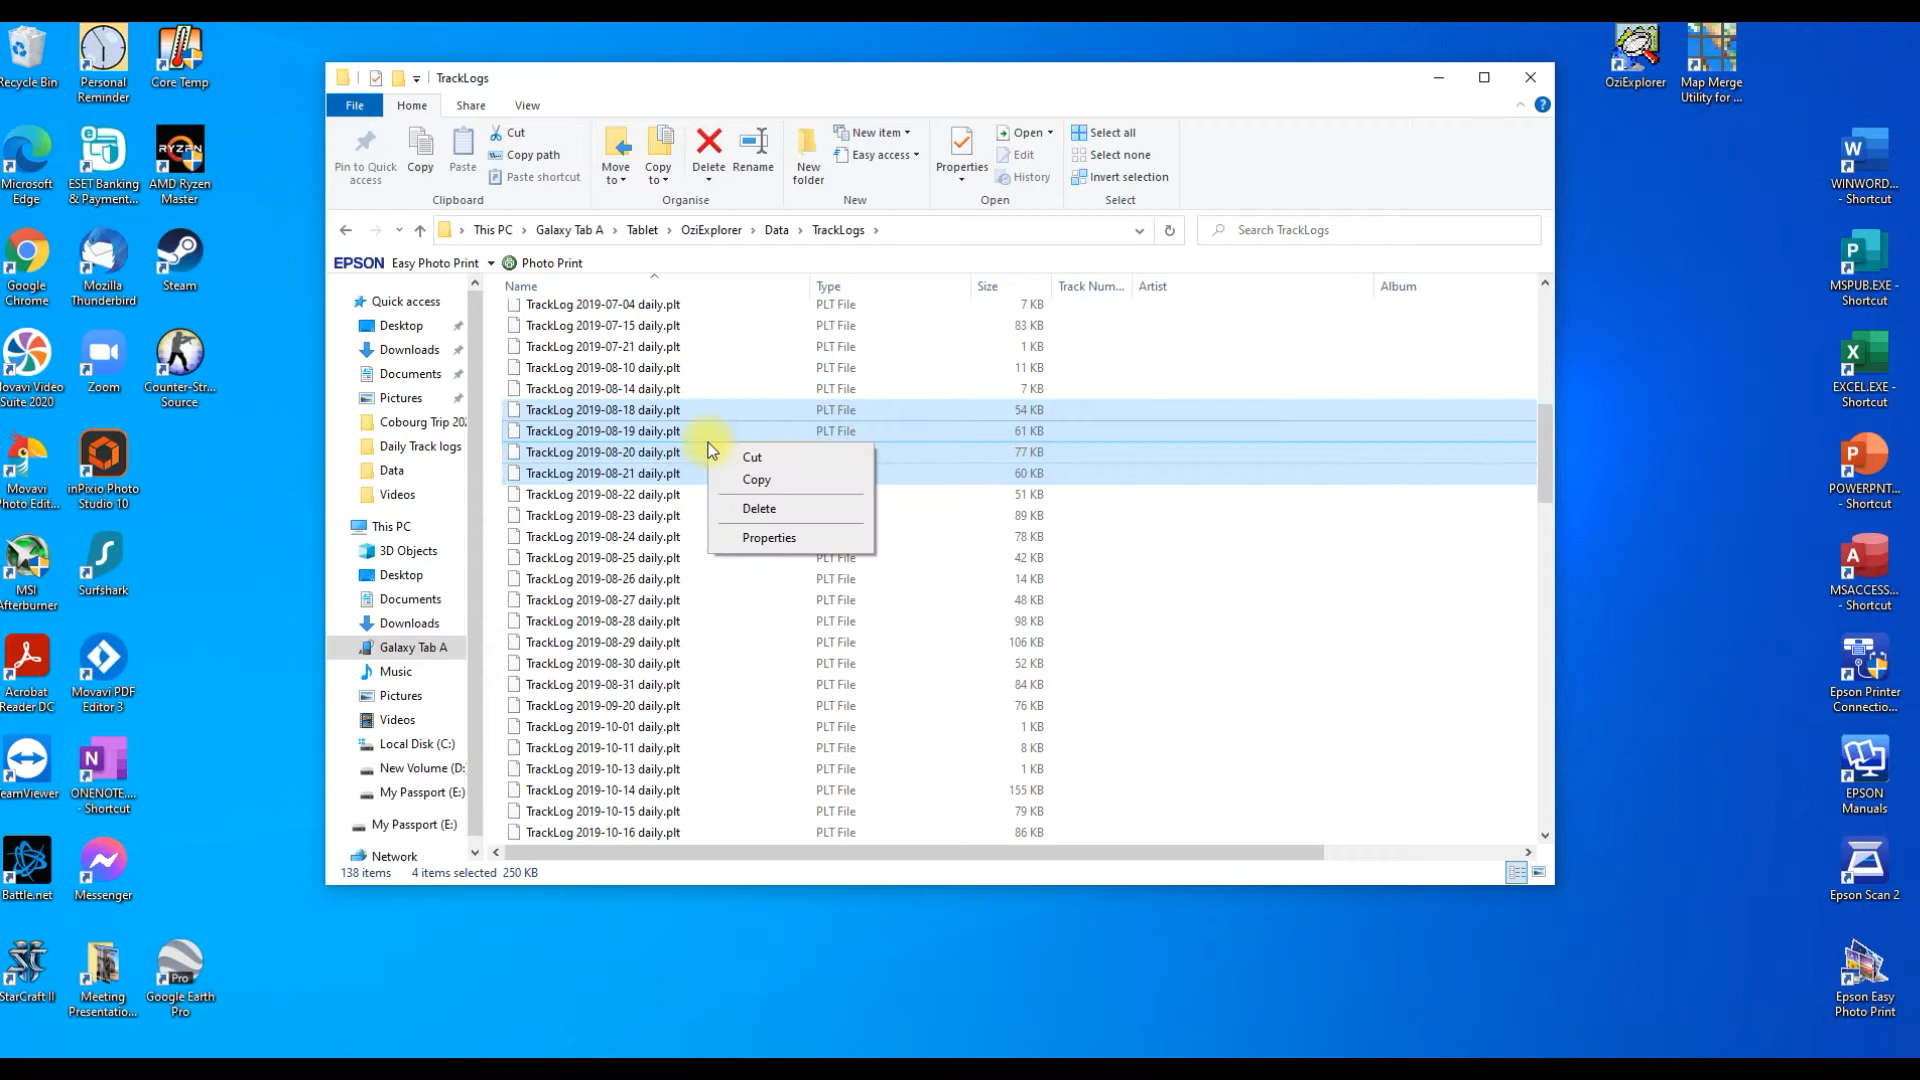 Recycle Bin
Personal
Reminder
Core Temp
Microsoft
Edge
ESET Banking
& Payment...
RYZEN
AMD Ryzen
Master
Google
Chrome
Mozilla
Thunderbird
Steam
Movavi Video
Suite 2020
Zoom
Counter-Str...
Source
Movavi
Photo Edit...
inPixio Photo
Studio 10
MSI
Afterburner
Surfshark
Acrobat
Reader DC
Movavi PDF
Editor 3
TeamViewer
ONENOTE....
- Shortcut
Battle.net
Messenger
StarCraft II
Meeting
Presentatio...
Pro
Google Earth
Pro
TrackLogs
File
Home
Share
View
Pin to Quick
access
Copy
Paste
Cut
Copy path
Paste shortcut
Clipboard
Move
to
Copy
to
Delete
Rename
Organise
New
folder
New item
Easy access
New
Properties
Open
Edit
History
Open
Select all
Select none
Invert selection
Select
This PC
Galaxy Tab A
Tablet
OziExplorer
Data
TrackLogs
Search TrackLogs
EPSON Easy Photo Print
Photo Print
Quick access
Desktop
Downloads
Documents
Pictures
Cobourg Trip 202
Daily Track logs
Data
Videos
This PC
3D Objects
Desktop
Documents
Downloads
Galaxy Tab A
Music
Pictures
Videos
Local Disk (C:)
New Volume (D:
My Passport (E:)
My Passport (E:)
Network
Name Type Size Track Num... Artist Album
TrackLog 2019-07-04 daily.plt 7 KB
TrackLog 2019-07-15 daily.plt PLT File 83 KB
TrackLog 2019-07-21 daily.plt PLT File 1 KB
TrackLog 2019-08-10 daily.plt PLT File 11 KB
TrackLog 2019-08-14 daily.plt PLT File 7 KB
TrackLog 2019-08-18 daily.plt PLT File 54 KB
TrackLog 2019-08-19 daily.plt PLT File 61 KB
TrackLog 2019-08-20 daily.plt 77 KB
TrackLog 2019-08-21 daily.plt 60 KB
TrackLog 2019-08-22 daily.plt 51 KB
TrackLog 2019-08-23 daily.plt 89 KB
TrackLog 2019-08-24 daily.plt 78 KB
TrackLog 2019-08-25 daily.plt PLT File 42 KB
TrackLog 2019-08-26 daily.plt PLT File 14 KB
TrackLog 2019-08-27 daily.plt PLT File 48 KB
TrackLog 2019-08-28 daily.plt PLT File 98 KB
TrackLog 2019-08-29 daily.plt PLT File 106 KB
TrackLog 2019-08-30 daily.plt PLT File 52 KB
TrackLog 2019-08-31 daily.plt PLT File 84 KB
TrackLog 2019-09-20 daily.plt PLT File 76 KB
TrackLog 2019-10-01 daily.plt PLT File 1 KB
TrackLog 2019-10-11 daily.plt PLT File 8 KB
TrackLog 2019-10-13 daily.plt PLT File 1 KB
TrackLog 2019-10-14 daily.plt PLT File 155 KB
TrackLog 2019-10-15 daily.plt PLT File 79 KB
TrackLog 2019-10-16 daily.plt PLT File 86 KB
Cut
Copy
Delete
Properties
138 items 4 items selected 250 KB
OziExplorer
Map Merge
Utility for ...
WINWORD...
- Shortcut
MSPUB.EXE -
Shortcut
EXCEL.EXE -
Shortcut
POWERPNT...
- Shortcut
MSACCESS...
- Shortcut
Epson Printer
Connectio...
EPSON
Manuals
Epson Scan 2
Epson Easy
Photo Print